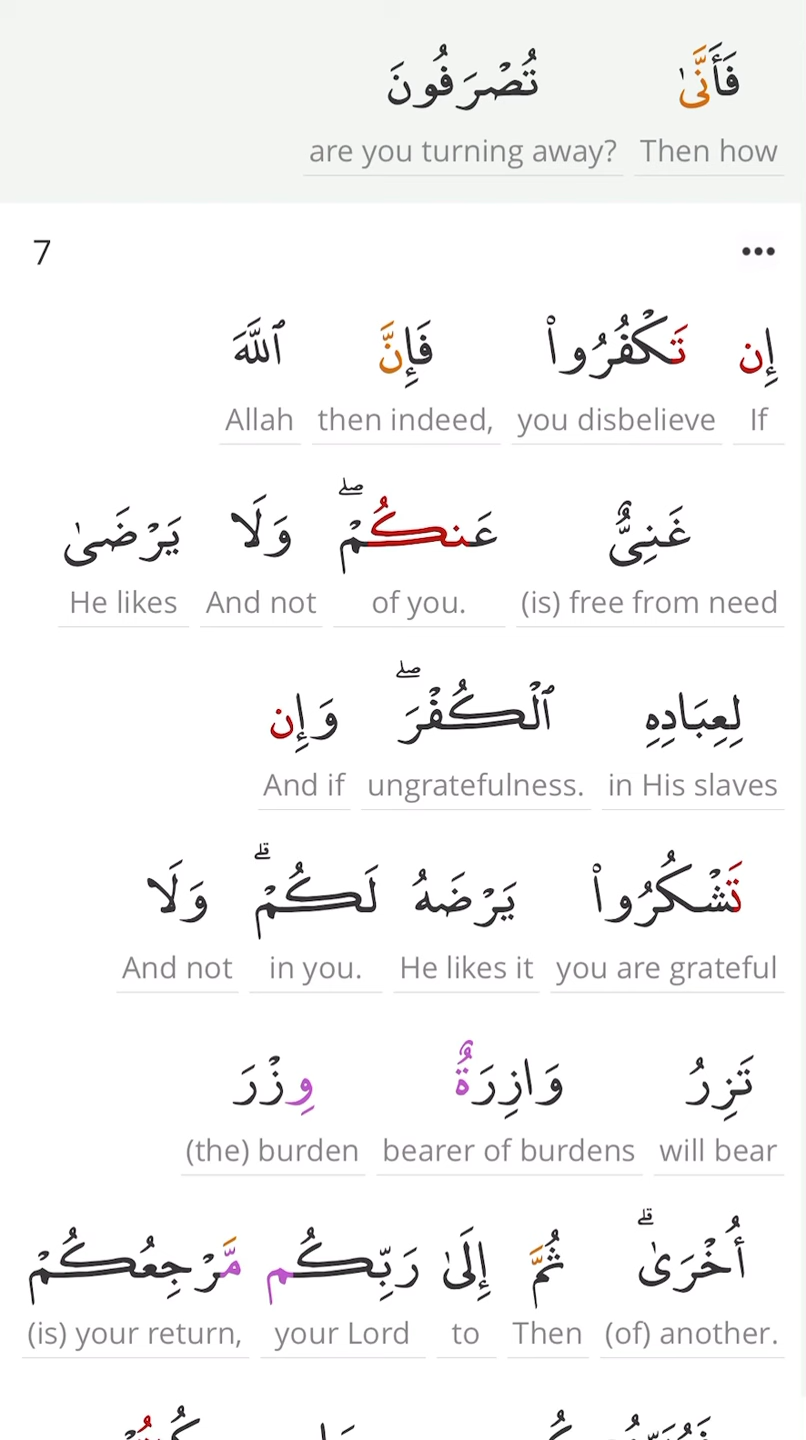 فَأَنَّىٰ تُصْرَفُونَ
Then how are you turning away?
7 •••
إِن تَكْفُرُوا۟ فَإِنَّ ٱللَّهَ
If you disbelieve then indeed, Allah
غَنِىٌّ عَنكُمْ ۖ وَلَا يَرْضَىٰ
(is) free from need of you. And not He likes
لِعِبَادِهِ ٱلْكُفْرَ ۖ وَإِن
in His slaves ungratefulness. And if
تَشْكُرُوا۟ يَرْضَهُ لَكُمْ ۗ وَلَا
you are grateful He likes it in you. And not
تَزِرُ وَازِرَةٌ وِزْرَ
will bear bearer of burdens (the) burden
أُخْرَىٰ ۗ ثُمَّ إِلَىٰ رَبِّكُم مَّرْجِعُكُمْ
(of) another. Then to your Lord (is) your return,